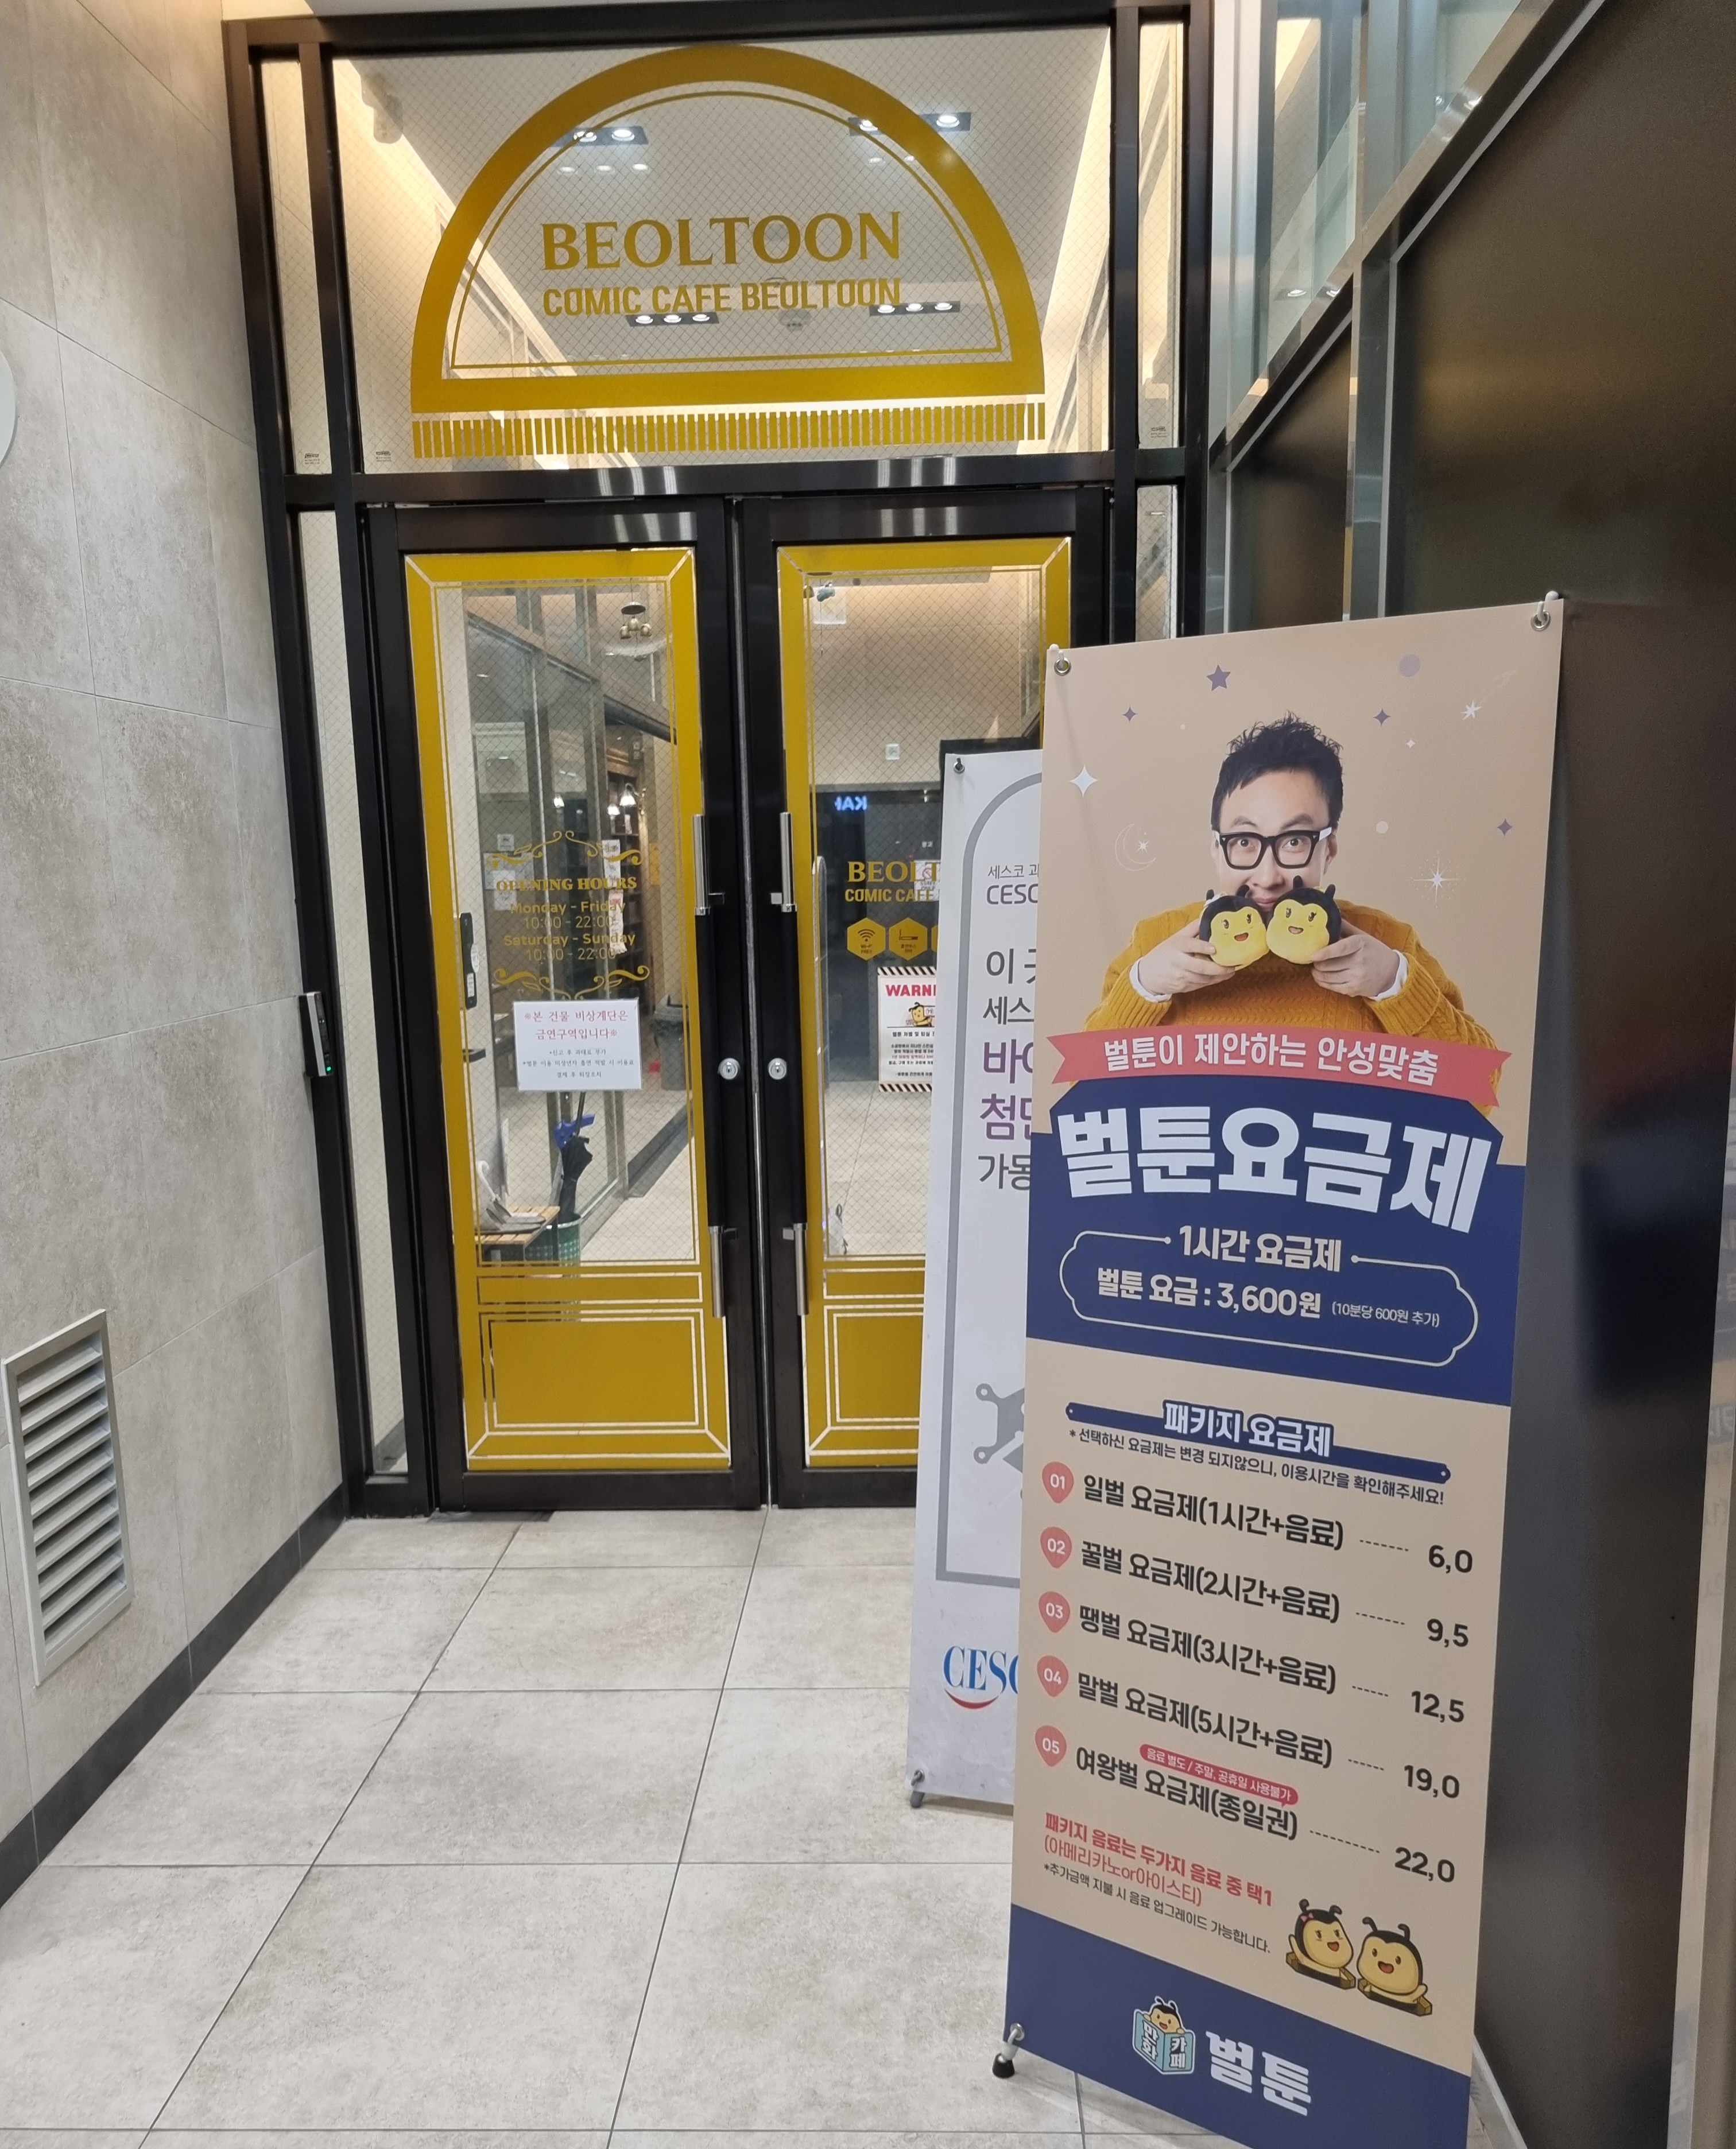 BEOLTOON
COMIC CAFE BEOLTOON
OPENING HOURS
Monday - Friday
10:00 - 22:00
Saturday - Sunday
10:00 - 22:00
※본 건물 비상계단은
금연구역입니다※
KAH
BEOLT
COMIC CAFE
WARNI
세스코 과
CESC
이 곳
세스
바이
첨단
가동
CESC
벌툰이 제안하는 안성맞춤
벌툰요금제
1시간 요금제
벌툰 요금 : 3,600원 (10분당 600원 추가)
패키지 요금제
* 선택하신 요금제는 변경 되지않으니, 이용시간을 확인해주세요!
01 일벌 요금제(1시간+음료) 6,0
02 꿀벌 요금제(2시간+음료) 9,5
03 땡벌 요금제(3시간+음료) 12,5
04 말벌 요금제(5시간+음료) 19,0
음료 별도 / 주말, 공휴일 사용불가
05 여왕벌 요금제(종일권) 22,0
패키지 음료는 두가지 음료 중 택1
(아메리카노or아이스티)
*추가금액 지불 시 음료 업그레이드 가능합니다.
만화 카페
벌툰